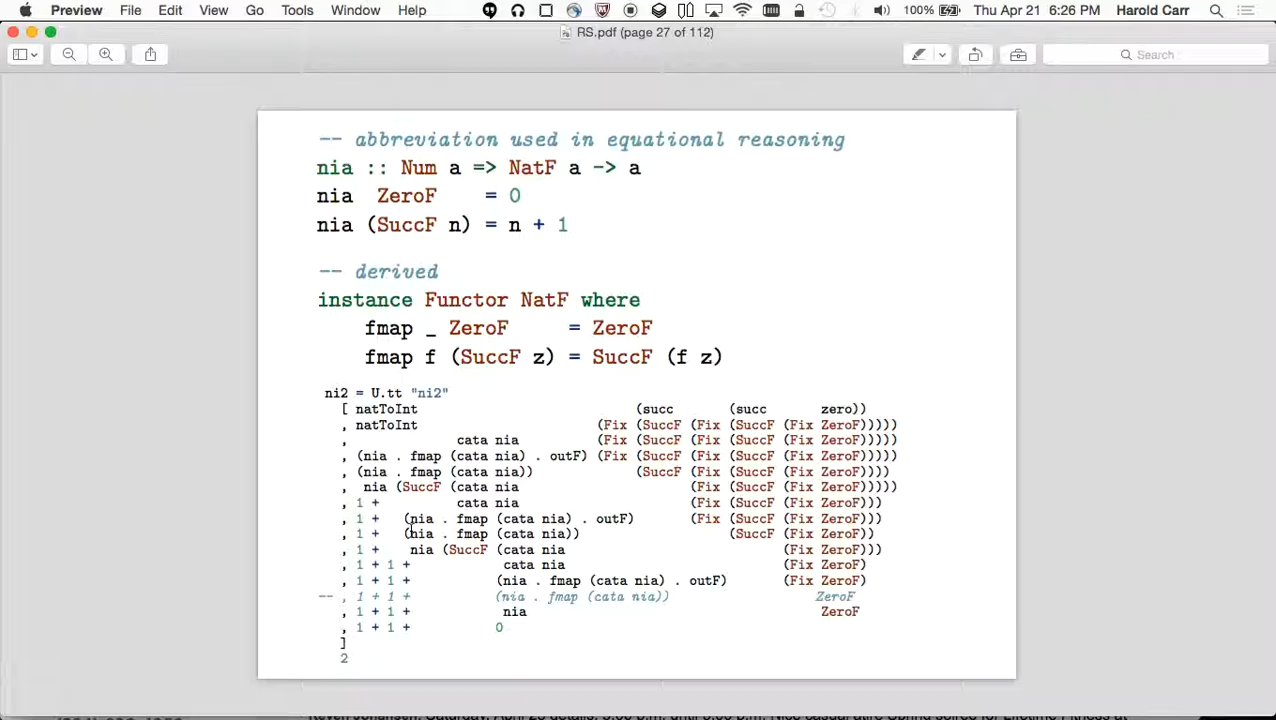 Preview File Edit View Go Tools Window Help 100% Thu Apr 21 6:26 PM Harold Carr
RS.pdf (page 27 of 112)
Search
-- abbreviation used in equational reasoning
nia :: Num a => NatF a -> a
nia ZeroF = 0
nia (SuccF n) = n + 1
-- derived
instance Functor NatF where
fmap _ ZeroF = ZeroF
fmap f (SuccF z) = SuccF (f z)
ni2 = U.tt "ni2"
[ natToInt (succ (succ zero))
, natToInt (Fix (SuccF (Fix (SuccF (Fix ZeroF)))))
, cata nia (Fix (SuccF (Fix (SuccF (Fix ZeroF)))))
, (nia . fmap (cata nia) . outF) (Fix (SuccF (Fix (SuccF (Fix ZeroF)))))
, (nia . fmap (cata nia)) (SuccF (Fix (SuccF (Fix ZeroF))))
, nia (SuccF (cata nia (Fix (SuccF (Fix ZeroF)))))
, 1 + cata nia (Fix (SuccF (Fix ZeroF)))
, 1 + (nia . fmap (cata nia) . outF) (Fix (SuccF (Fix ZeroF)))
, 1 + (nia . fmap (cata nia)) (SuccF (Fix ZeroF))
, 1 + nia (SuccF (cata nia (Fix ZeroF)))
, 1 + 1 + cata nia (Fix ZeroF)
, 1 + 1 + (nia . fmap (cata nia) . outF) (Fix ZeroF)
-- , 1 + 1 + (nia . fmap (cata nia)) ZeroF
, 1 + 1 + nia ZeroF
, 1 + 1 + 0
]
2